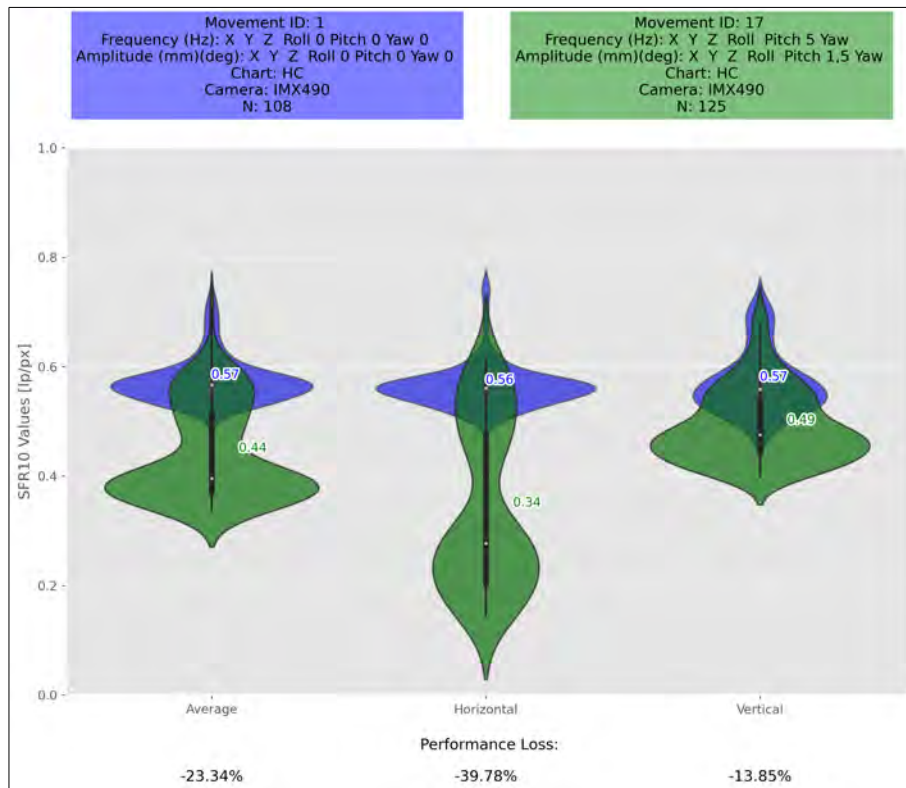 Movement ID: 1
Frequency (Hz): X Y Z Roll 0 Pitch 0 Yaw 0
Amplitude (mm)(deg): X Y Z Roll 0 Pitch 0 Yaw 0
Chart: HC
Camera: IMX490
N: 108
Movement ID: 17
Frequency (Hz): X Y Z Roll Pitch 5 Yaw
Amplitude (mm)(deg): X Y Z Roll Pitch 1,5 Yaw
Chart: HC
Camera: IMX490
N: 125
SFR10 Values [lp/px]
1.0
0.8
0.6
0.4
0.2
0.0
0.57
0.56
0.57
0.44
0.34
0.49
Average Horizontal Vertical
Performance Loss:
-23.34% -39.78% -13.85%